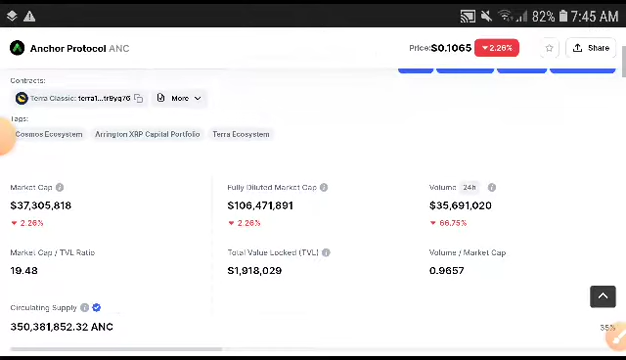 82% 7:45 AM
Anchor Protocol ANC Price: $0.1065 ▼2.26% Share
Contracts:
Terra Classic: terra1...trByq76 More
Tags:
Cosmos Ecosystem Arrington XRP Capital Portfolio Terra Ecosystem
Market Cap Fully Diluted Market Cap Volume 24h
$37,305,818 $106,471,891 $35,691,020
▼ 2.26% ▼ 2.26% ▼ 66.75%
Market Cap / TVL Ratio Total Value Locked (TVL) Volume / Market Cap
19.48 $1,918,029 0.9657
Circulating Supply
350,381,852.32 ANC 35%